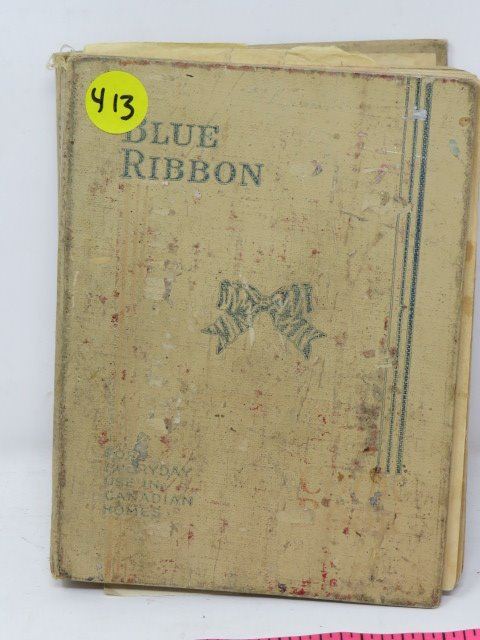 413
BLUE
RIBBON
FOR
EVERYDAY
USE IN
CANADIAN
HOMES